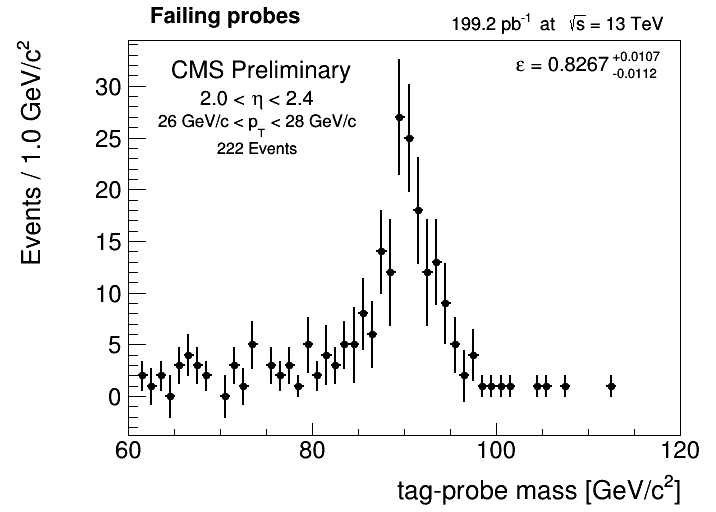 Failing probes
199.2 pb⁻¹ at √s = 13 TeV
CMS Preliminary
2.0 < η < 2.4
26 GeV/c < p_T < 28 GeV/c
222 Events
ε = 0.8267 +0.0107 -0.0112
Events / 1.0 GeV/c²
30
25
20
15
10
5
0
60 80 100 120
tag-probe mass [GeV/c²]